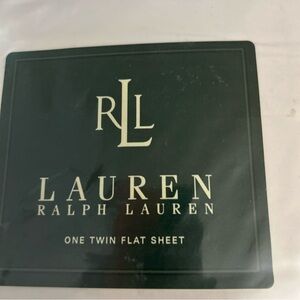 RLL
LAUREN
RALPH LAUREN
ONE TWIN FLAT SHEET